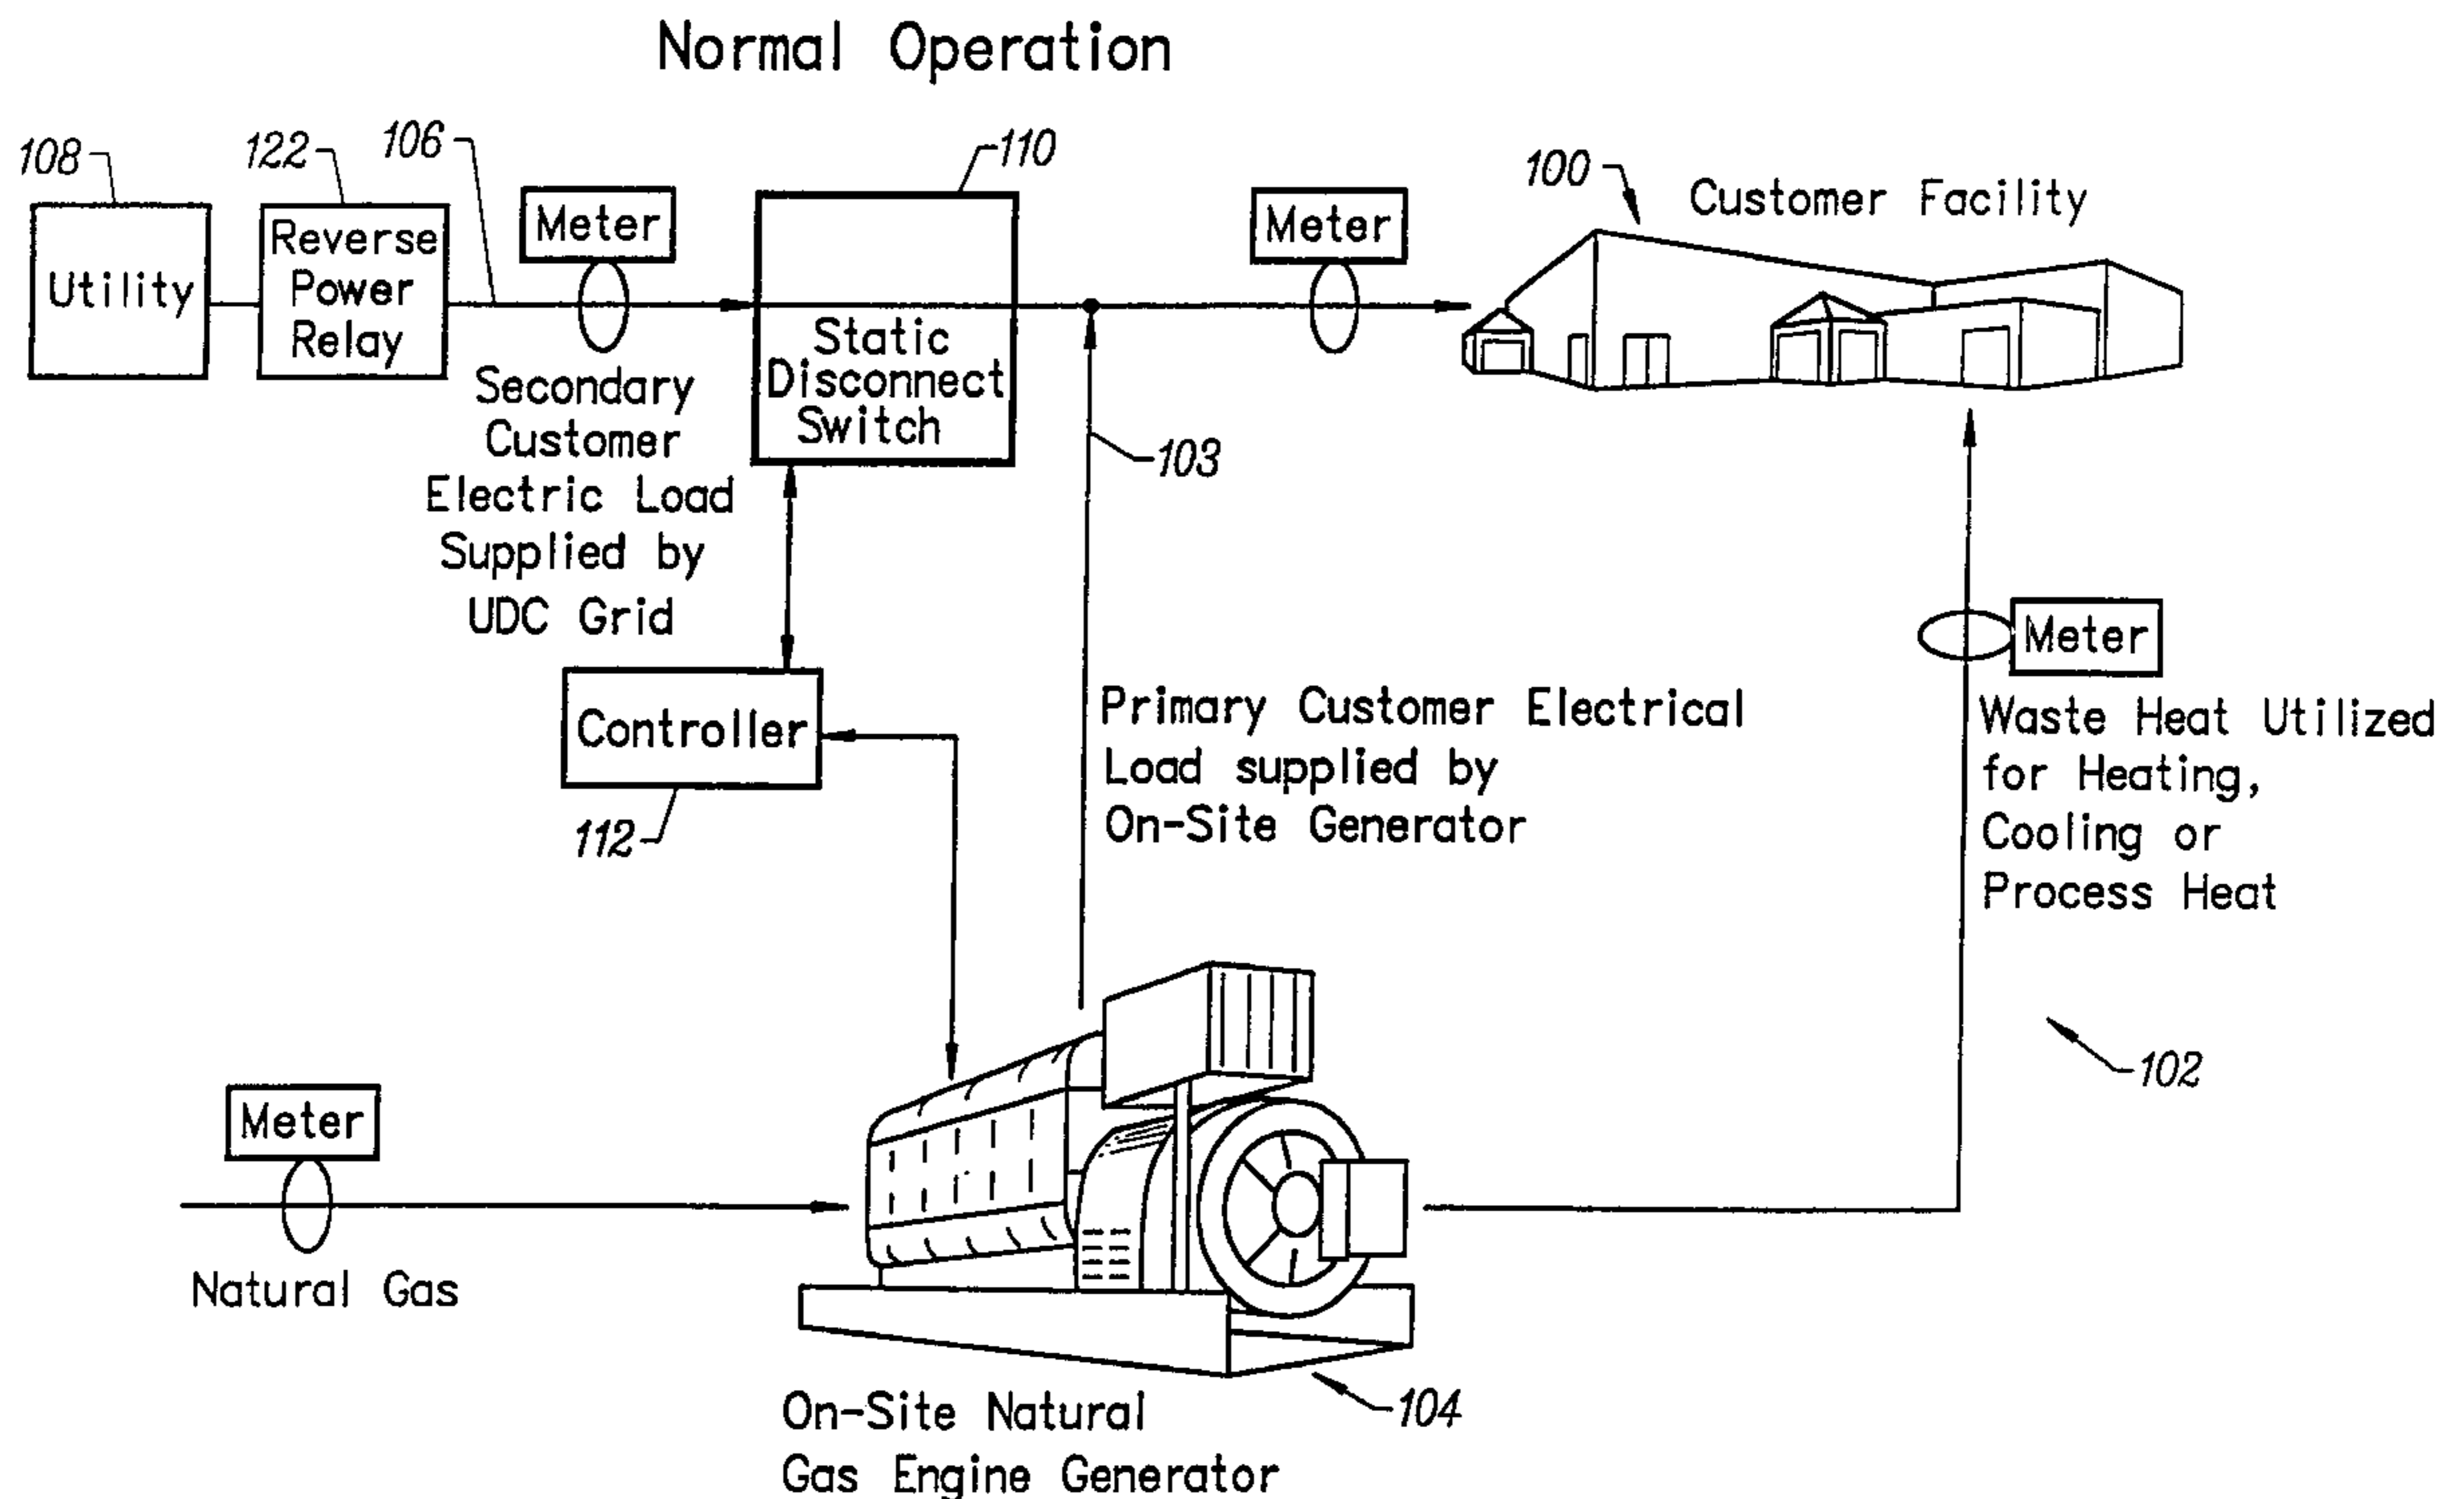 Normal Operation
108
122
106
110
100
Customer Facility
Utility
Reverse
Power
Relay
Meter
Static
Disconnect
Switch
Meter
Secondary
Customer
Electric Load
Supplied by
UDC Grid
103
Controller
112
Primary Customer Electrical
Load supplied by
On-Site Generator
Meter
Waste Heat Utilized
for Heating,
Cooling or
Process Heat
102
Meter
Natural Gas
104
On-Site Natural
Gas Engine Generator